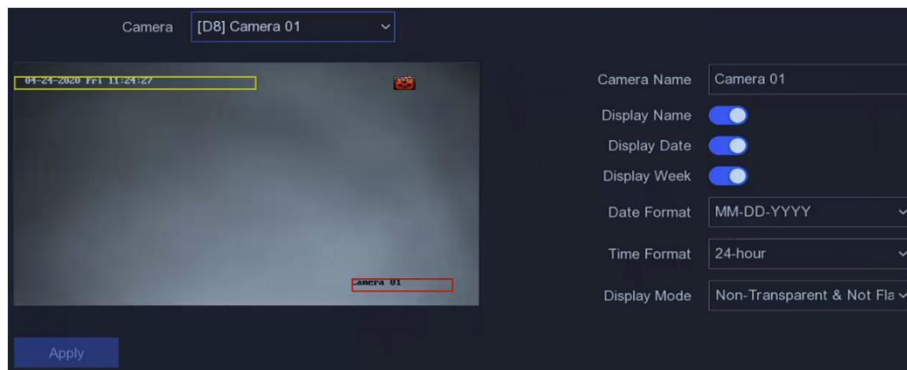 Camera [D8] Camera 01
04-24-2020 Fri 11:24:27
Camera 01
Camera Name Camera 01
Display Name
Display Date
Display Week
Date Format MM-DD-YYYY
Time Format 24-hour
Display Mode Non-Transparent & Not Fla
Apply